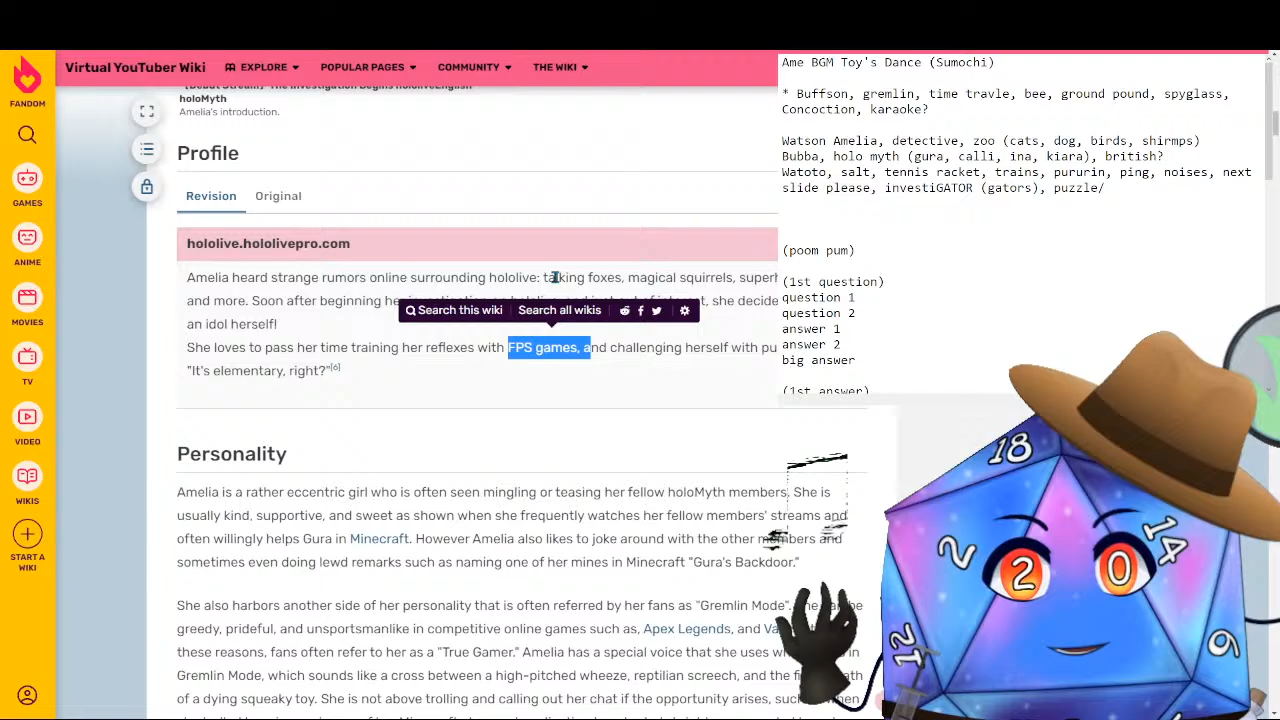 Virtual YouTuber Wiki
EXPLORE
POPULAR PAGES
COMMUNITY
THE WIKI
FANDOM
GAMES
ANIME
MOVIES
TV
VIDEO
WIKIS
START A
WIKI
holoMyth
Amelia's introduction.
Profile
Revision
Original
hololive.hololivepro.com
Amelia heard strange rumors online surrounding hololive: talking foxes, magical squirrels,
and more. Soon after beginning
she
an idol herself!
Search this wiki
Search all wikis
She loves to pass her time training her reflexes with FPS games, and challenging herself with
"It's elementary, right?"[6]
Personality
Amelia is a rather eccentric girl who is often seen mingling or teasing her fellow holoMyth members. She is
usually kind, supportive, and sweet as shown when she frequently watches her fellow members' streams and
often willingly helps Gura in Minecraft. However Amelia also likes to joke around with the other members and
sometimes even doing lewd remarks such as naming one of her mines in Minecraft "Gura's Backdoor."
She also harbors another side of her personality that is often referred by her fans as "Gremlin Mode".
greedy, prideful, and unsportsmanlike in competitive online games such as, Apex Legends, and
these reasons, fans often refer to her as a "True Gamer." Amelia has a special voice that she uses
in
Gremlin Mode, which sounds like a cross between a high-pitched wheeze, reptilian screech, and the
of a dying squeaky toy. She is not above trolling and calling out her chat if the opportunity arises,
Ame BGM Toy's Dance (Sumochi)
* Buffson, gremlin, time travle, bee, ground pound, spyglass,
Concoction, karaoke?
Watson Amelia, detective, zoo (cats, dog, birds, shirmps)
Bubba, holo myth (gura, calli, ina, kiara), british?
Watoto, salt, tennis racket, trains, pururin, ping, noises, next
slide please, investiGATOR (gators), puzzle/
(poom pum)
(1st question)
question 1
question 2
answer 1
answer 2
big answer
(1st answer)
18
2
14
2
0
12
6